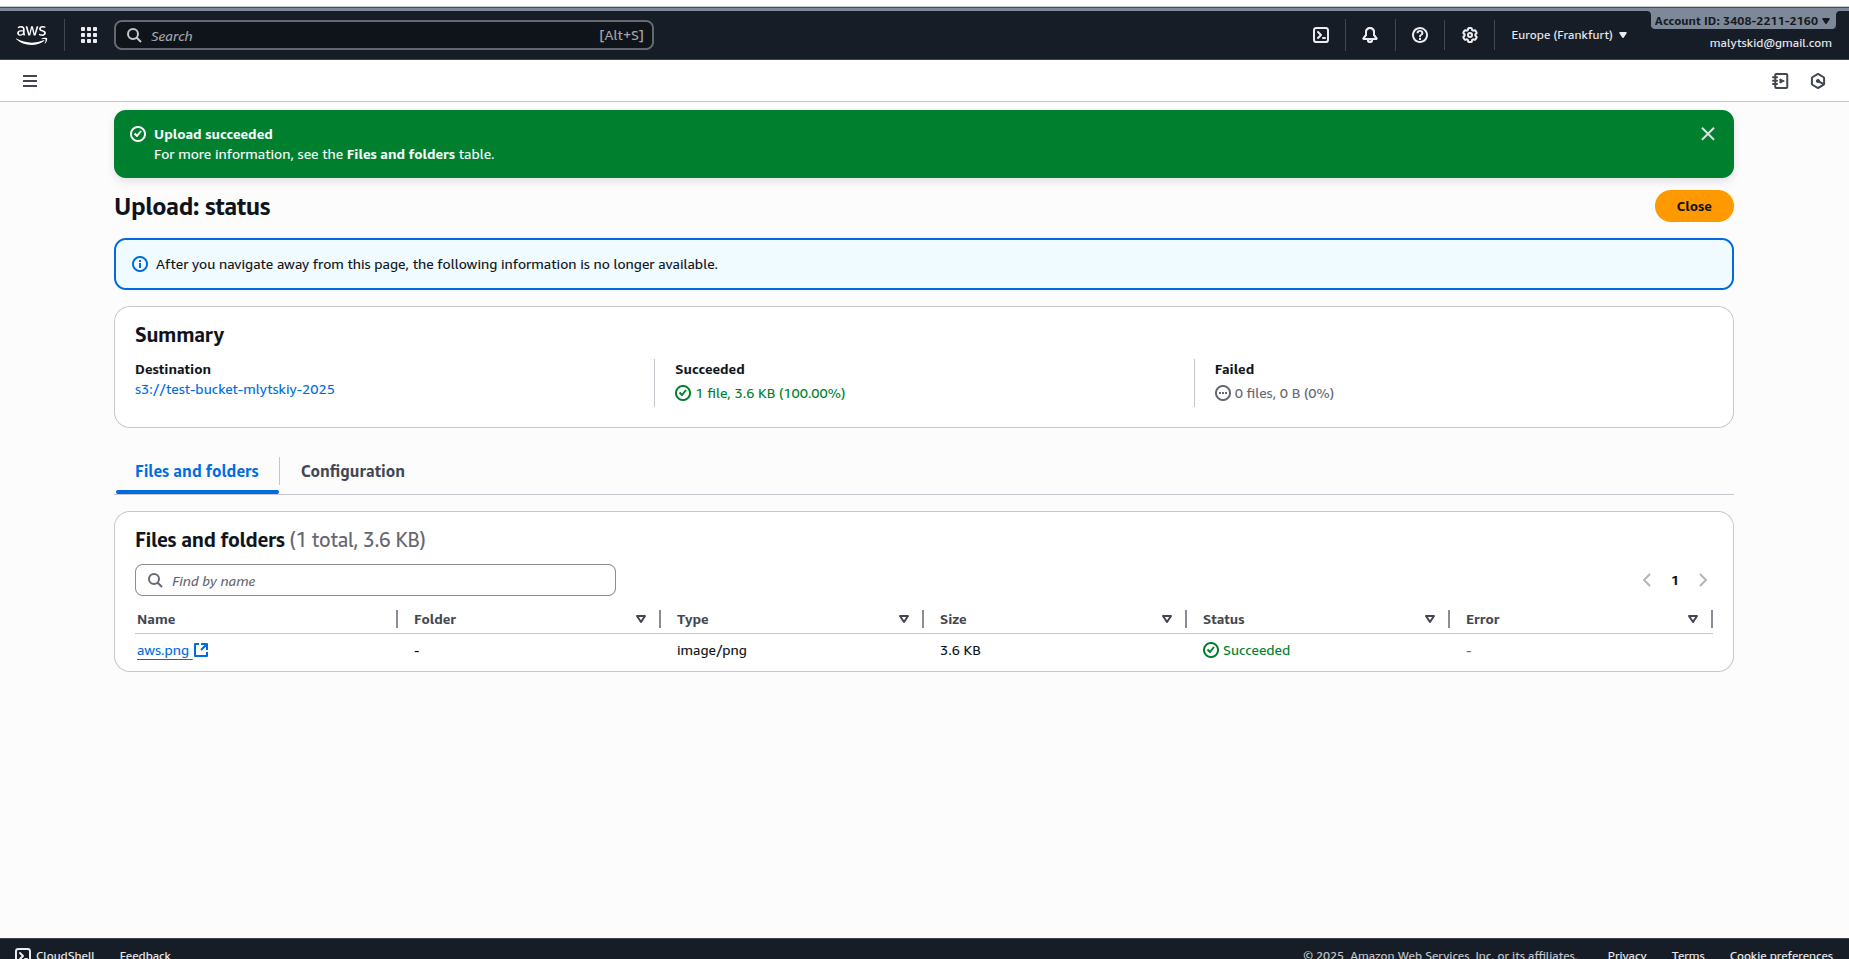 aws
Search [Alt+S]
Europe (Frankfurt)
Account ID: 3408-2211-2160
malytskid@gmail.com
Upload succeeded
For more information, see the Files and folders table.
Upload: status
Close
After you navigate away from this page, the following information is no longer available.
Summary
Destination
s3://test-bucket-mlytskiy-2025
Succeeded
1 file, 3.6 KB (100.00%)
Failed
0 files, 0 B (0%)
Files and folders
Configuration
Files and folders (1 total, 3.6 KB)
Find by name
1
Name Folder Type Size Status Error
aws.png - image/png 3.6 KB Succeeded -
CloudShell Feedback © 2025, Amazon Web Services, Inc. or its affiliates. Privacy Terms Cookie preferences